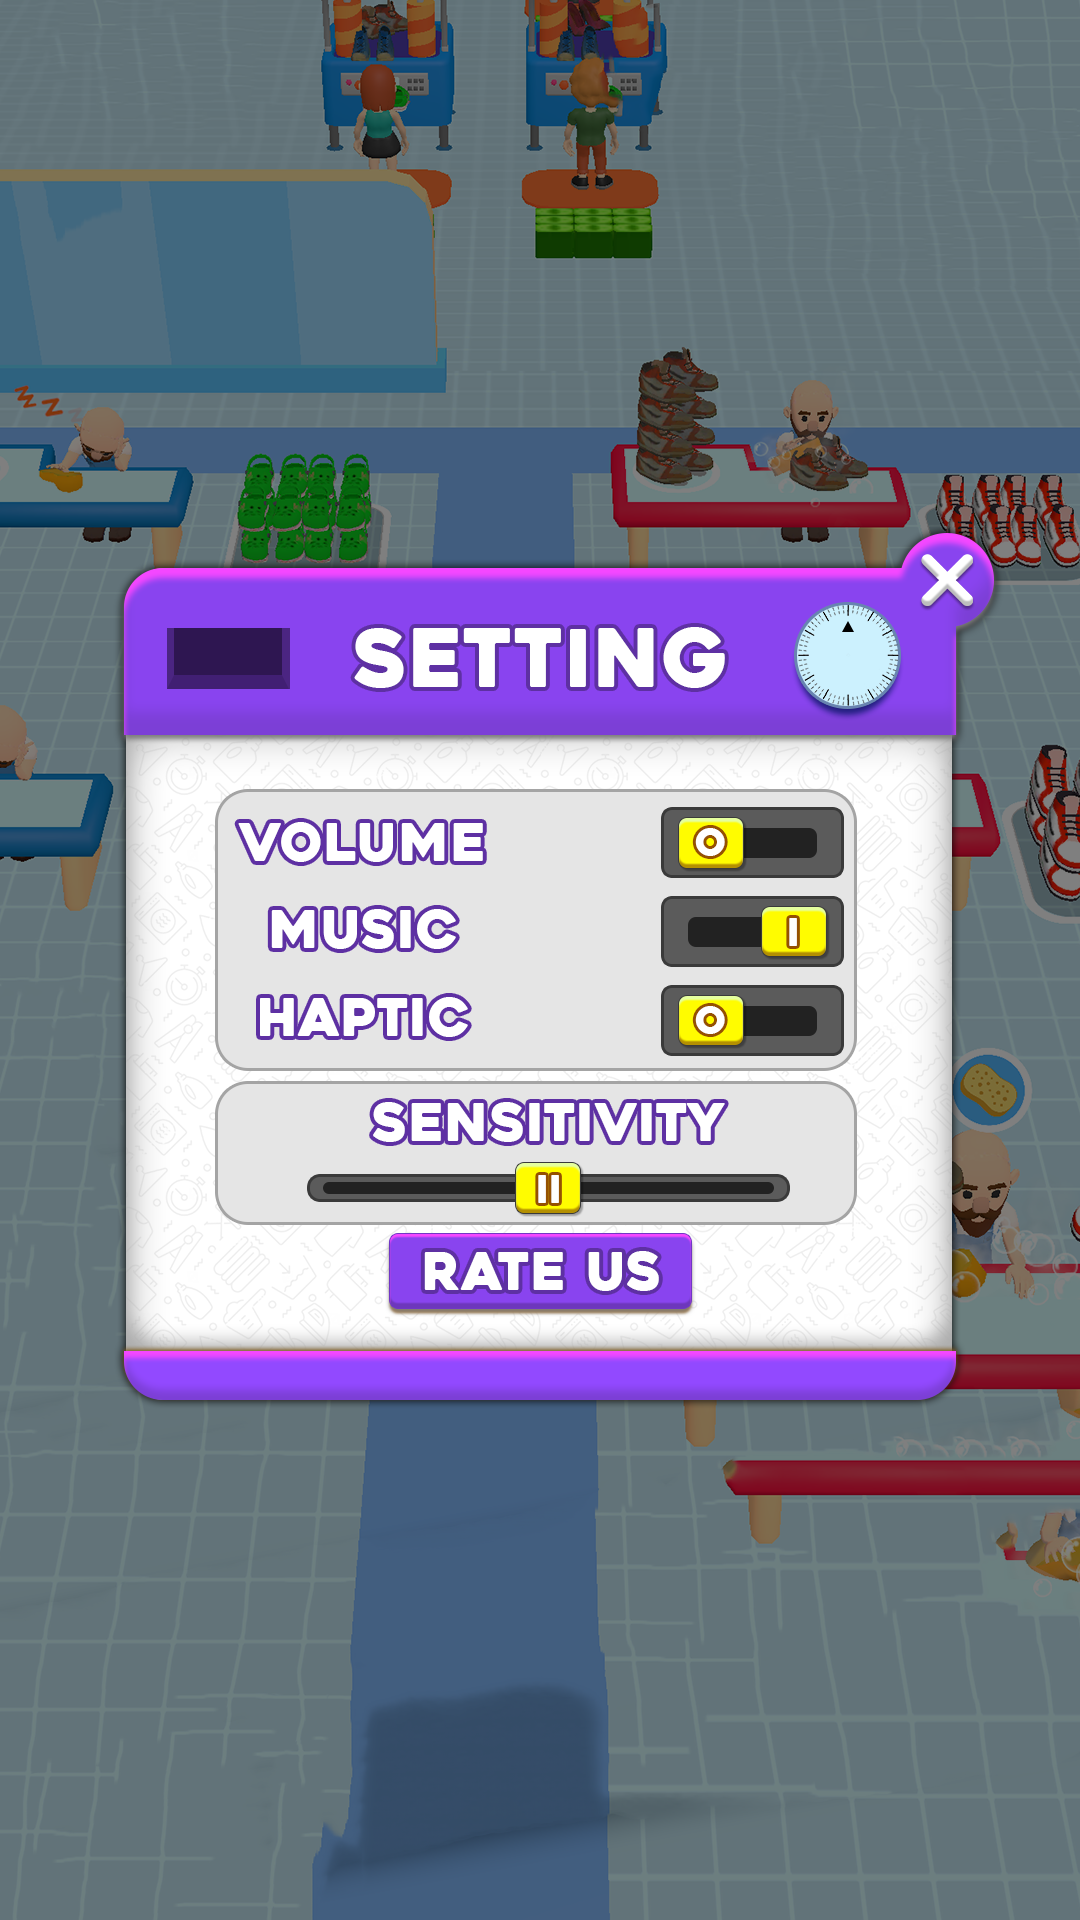 z z z
SETTING
VOLUME
MUSIC
HAPTIC
SENSITIVITY
RATE US